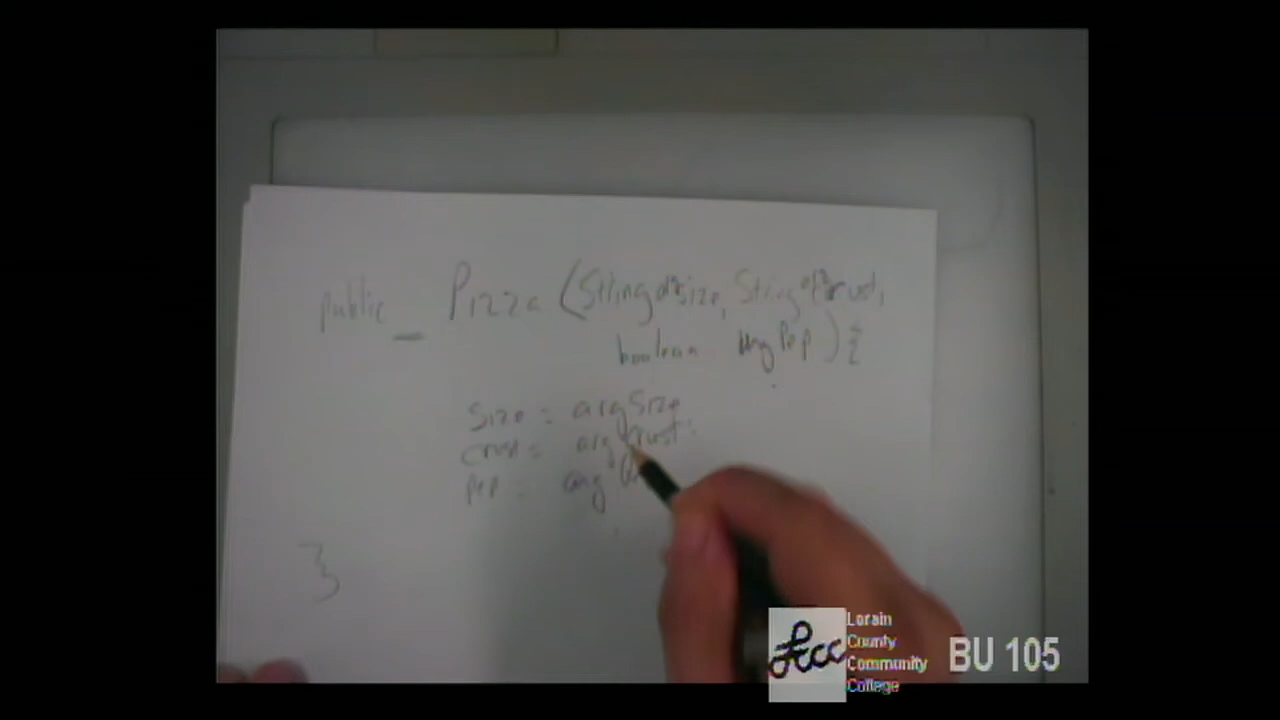 public _ Pizza (String argSize, String argCrust,
boolean argPep) {
size = argSize
crust = argCrust;
pep = arg
}
Lorain
County
Community
College
lccc
BU 105